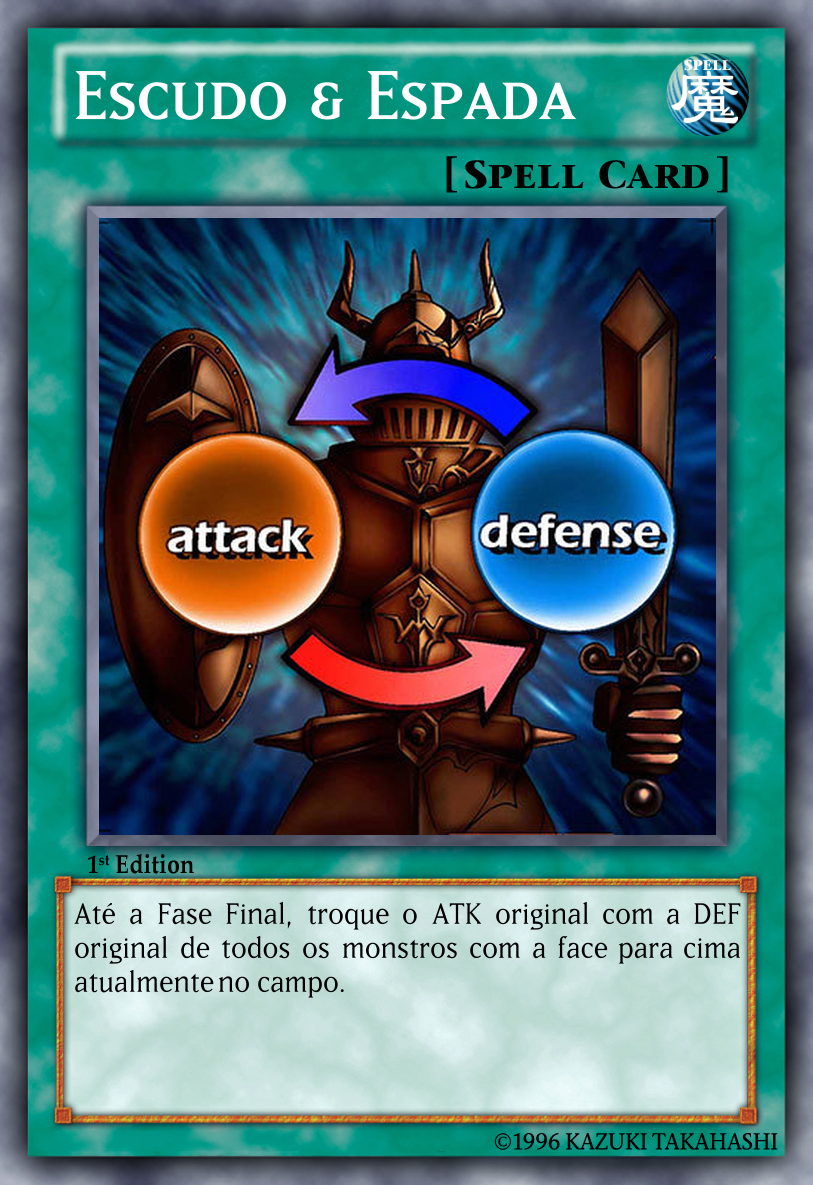 Escudo & Espada
SPELL
魔
[Spell Card]
attack
defense
1st Edition
Até a Fase Final, troque o ATK original com a DEF
original de todos os monstros com a face para cima
atualmente no campo.
©1996 KAZUKI TAKAHASHI